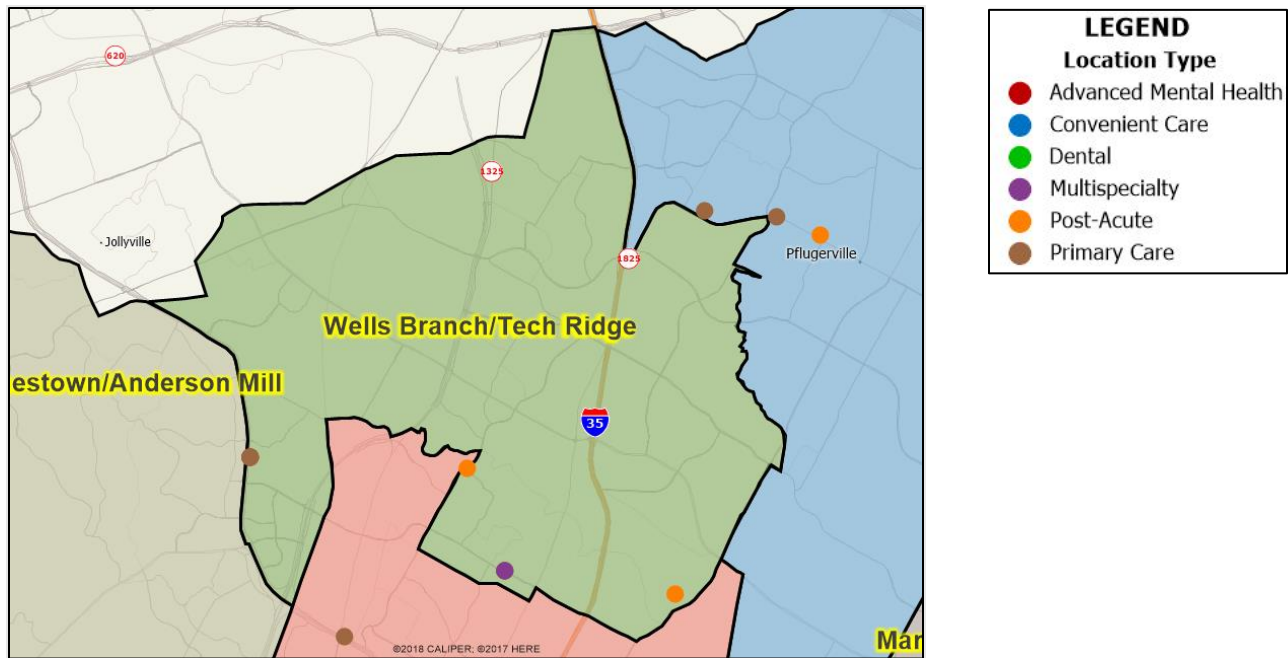 620
1325
Jollyville
1825
Pflugerville
Wells Branch/Tech Ridge
estown/Anderson Mill
35
Mar
©2018 CALIPER; ©2017 HERE
LEGEND
Location Type
Advanced Mental Health
Convenient Care
Dental
Multispecialty
Post-Acute
Primary Care